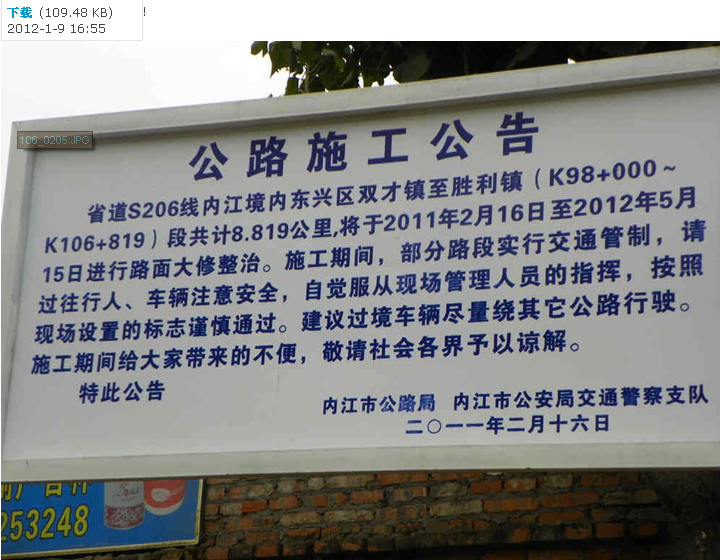 下载 (109.48 KB)
!
2012-1-9 16:55
106_0205.JPG
公路施工公告
省道S206线内江境内东兴区双才镇至胜利镇（K98+000～
K106+819）段共计8.819公里,将于2011年2月16日至2012年5月
15日进行路面大修整治。施工期间，部分路段实行交通管制，请
过往行人、车辆注意安全，自觉服从现场管理人员的指挥，按照
现场设置的标志谨慎通过。建议过境车辆尽量绕其它公路行驶。
施工期间给大家带来的不便，敬请社会各界予以谅解。
特此公告
内江市公路局 内江市公安局交通警察支队
二〇一一年二月十六日
253248